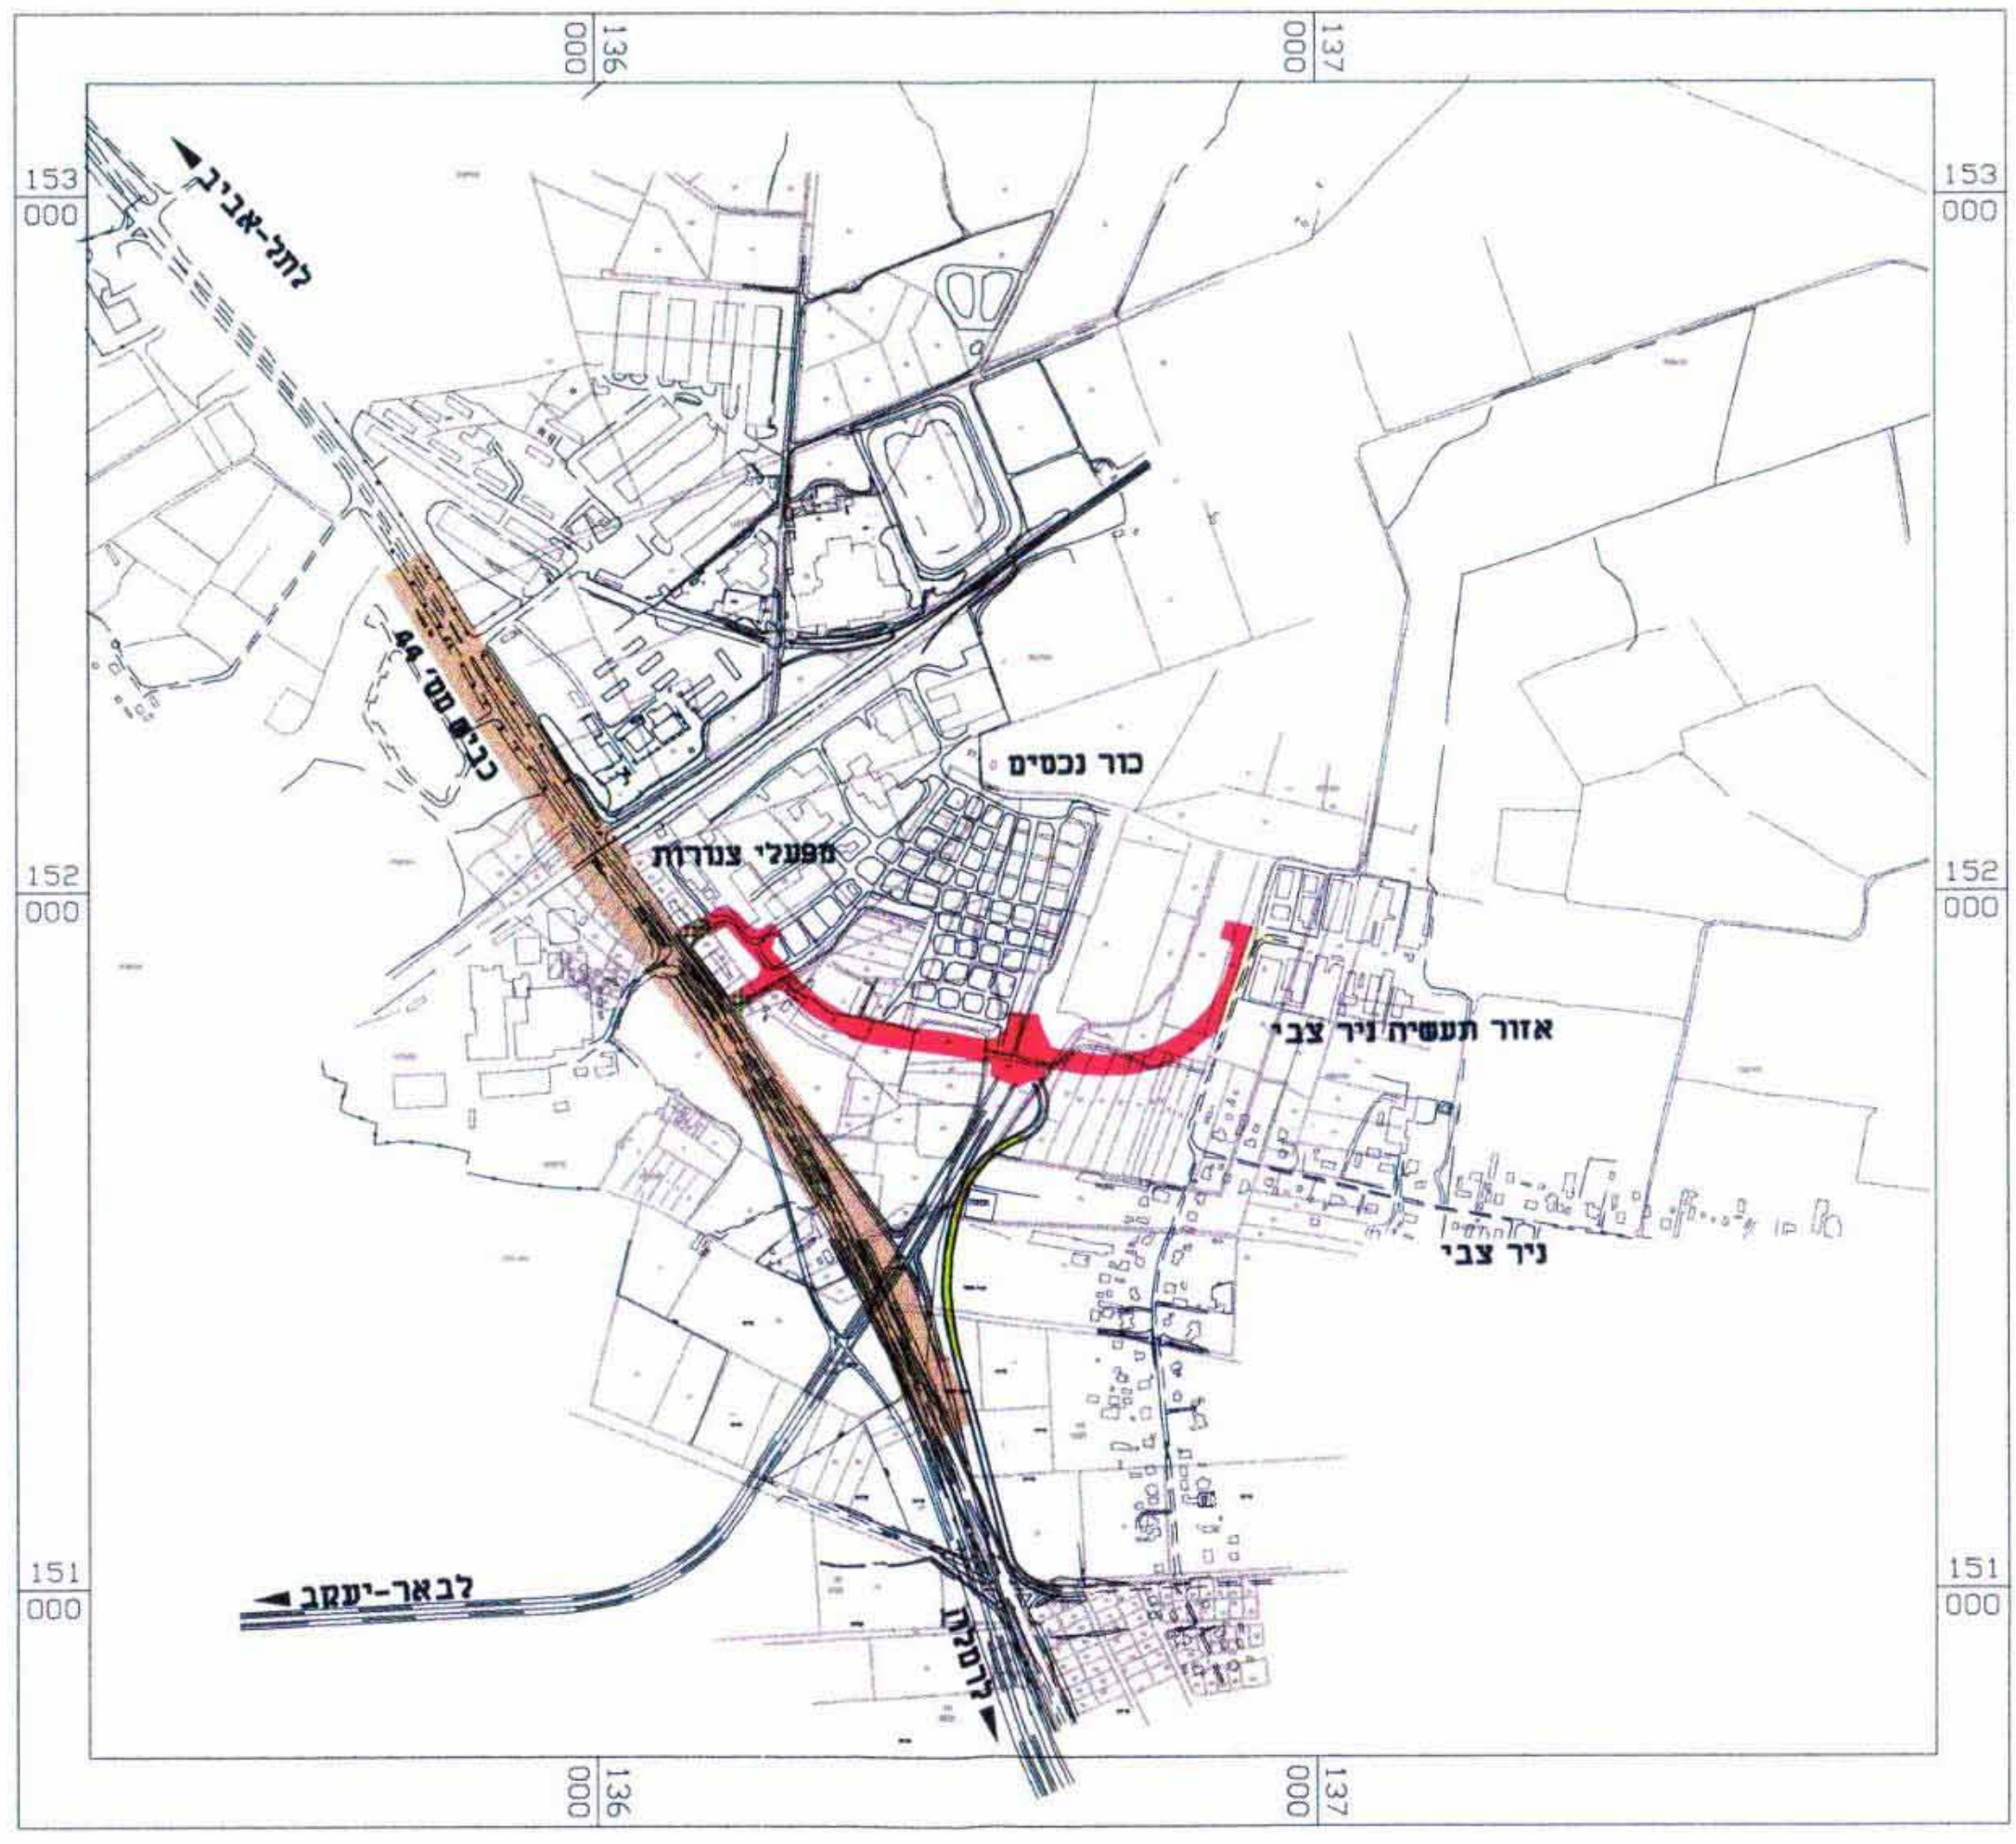 136
000
137
000
153
000
153
000
לתל-אביב
כביש מס' 44
כור נכסים
מפעלי צנורות
152
000
152
000
אזור תעשיה ניר צבי
ניר צבי
151
000
151
000
לבאר-יעקב
לרמלה
136
000
137
000